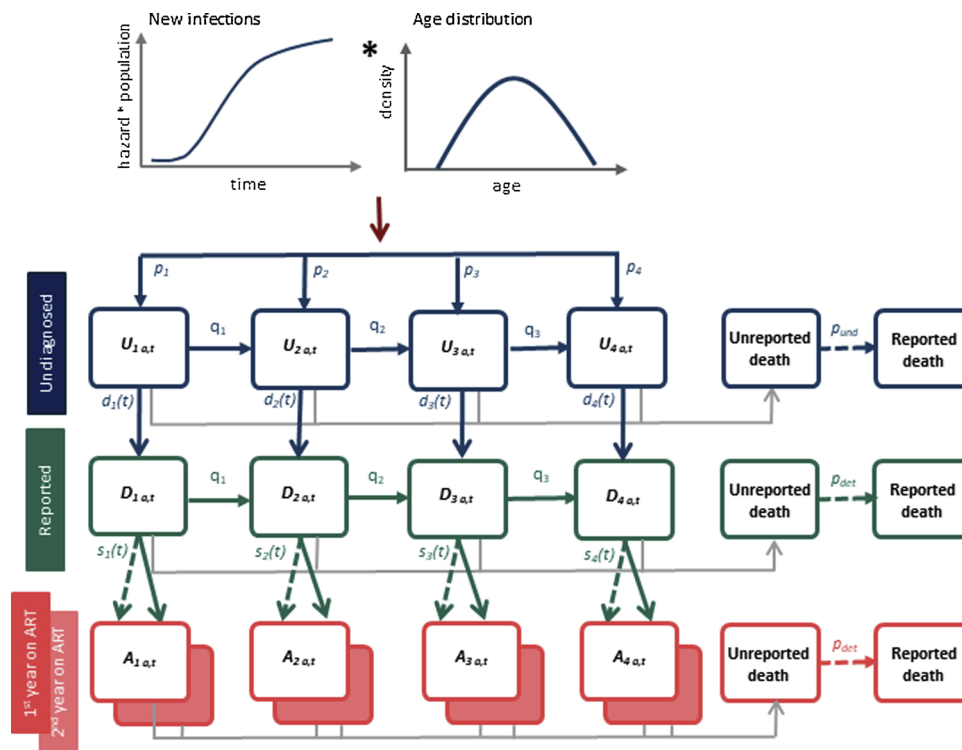 New infections
Age distribution
*
hazard * population
density
time
age
p1
p2
p3
p4
Undiagnosed
U1 a,t
q1
U2 a,t
q2
U3 a,t
q3
U4 a,t
Unreported
death
pund
Reported
death
d1(t)
d2(t)
d3(t)
d4(t)
Reported
D1 a,t
q1
D2 a,t
q2
D3 a,t
q3
D4 a,t
Unreported
death
pdet
Reported
death
s1(t)
s2(t)
s3(t)
s4(t)
1st year on ART
2nd year on ART
A1 a,t
A2 a,t
A3 a,t
A4 a,t
Unreported
death
pdet
Reported
death